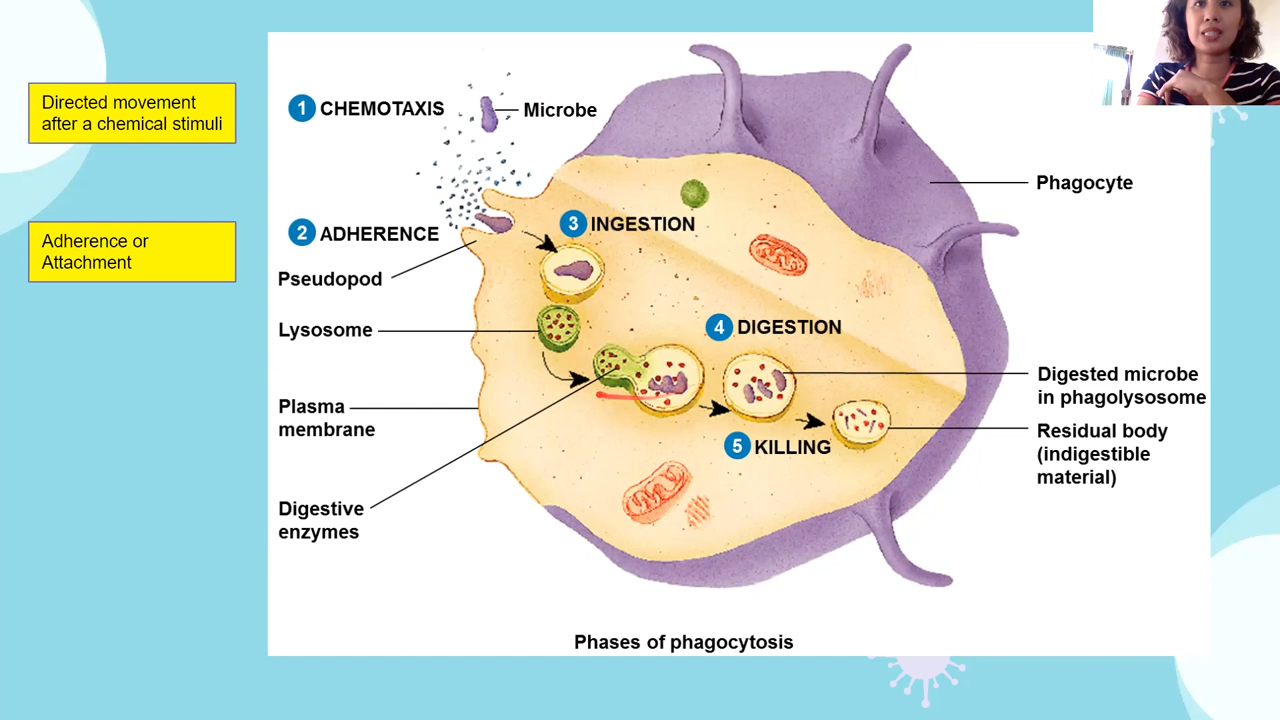 Directed movement
after a chemical stimuli
Adherence or
Attachment
1 CHEMOTAXIS
Microbe
Phagocyte
2 ADHERENCE
3 INGESTION
Pseudopod
Lysosome
4 DIGESTION
Digested microbe
in phagolysosome
Plasma
membrane
5 KILLING
Residual body
(indigestible
material)
Digestive
enzymes
Phases of phagocytosis